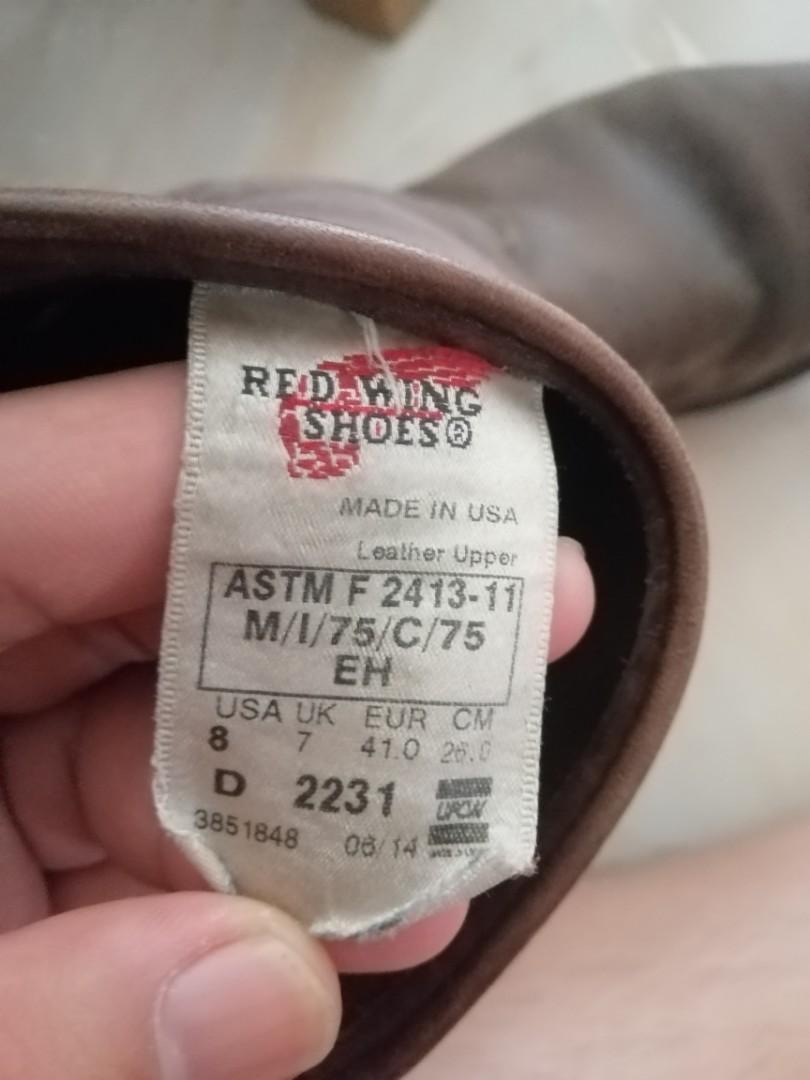 RED WING
SHOES®
MADE IN USA
Leather Upper
ASTM F 2413-11
M/I/75/C/75
EH
USA UK EUR CM
8 7 41.0 26.0
D 2231
UFCW
3851848 06/14